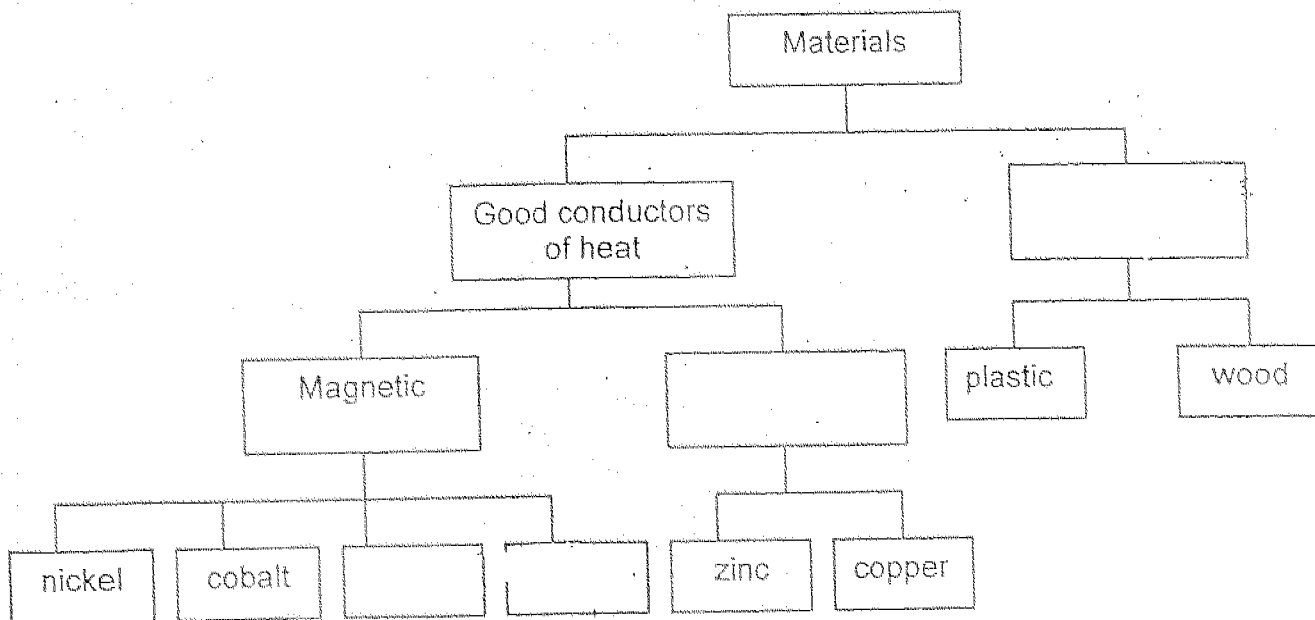 Materials
Good conductors
of heat
Magnetic
plastic
wood
nickel
cobalt
zinc
copper